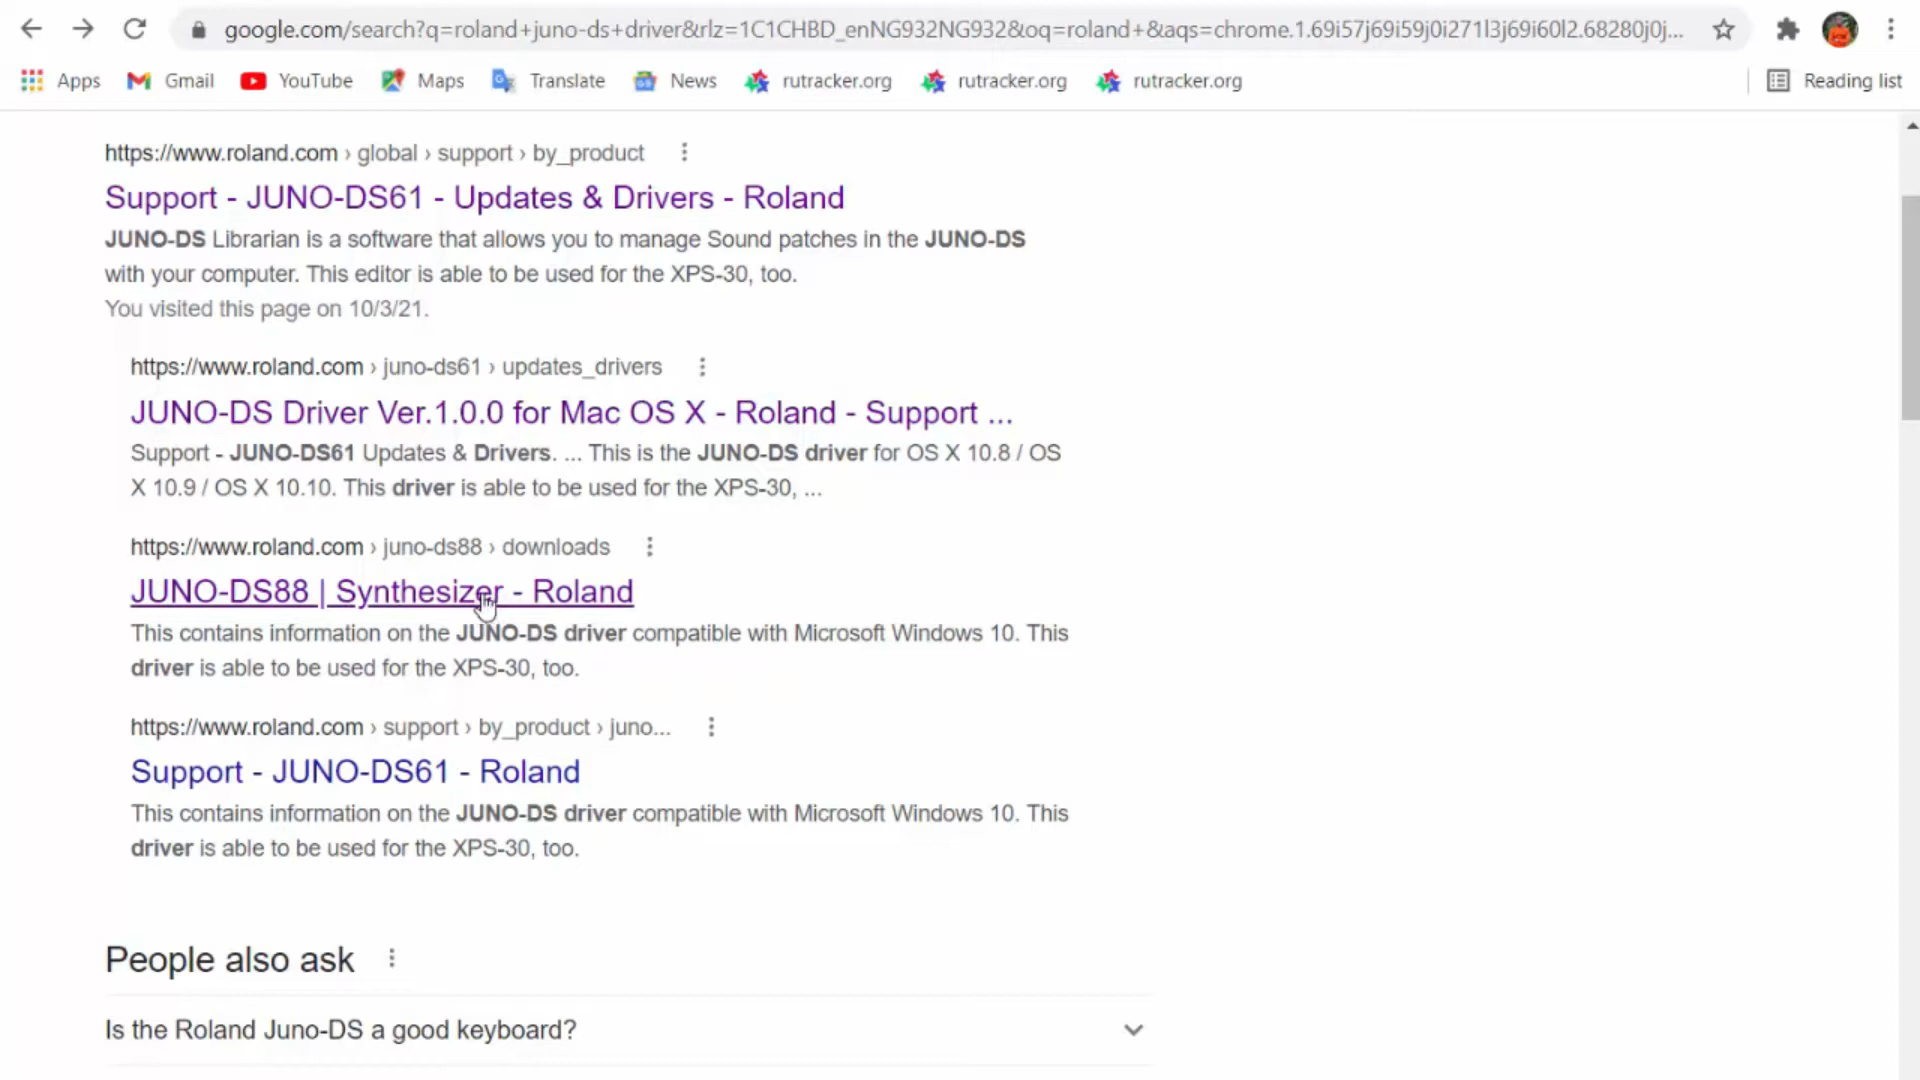 google.com/search?q=roland+juno-ds+driver&rlz=1C1CHBD_enNG932NG932&oq=roland+&aqs=chrome.1.69i57j69i59j0i271l3j69i60l2.68280j0j...
Apps Gmail YouTube Maps Translate News rutracker.org rutracker.org rutracker.org Reading list
https://www.roland.com › global › support › by_product
Support - JUNO-DS61 - Updates & Drivers - Roland
JUNO-DS Librarian is a software that allows you to manage Sound patches in the JUNO-DS
with your computer. This editor is able to be used for the XPS-30, too.
You visited this page on 10/3/21.
https://www.roland.com › juno-ds61 › updates_drivers
JUNO-DS Driver Ver.1.0.0 for Mac OS X - Roland - Support ...
Support - JUNO-DS61 Updates & Drivers. ... This is the JUNO-DS driver for OS X 10.8 / OS
X 10.9 / OS X 10.10. This driver is able to be used for the XPS-30, ...
https://www.roland.com › juno-ds88 › downloads
JUNO-DS88 | Synthesizer - Roland
This contains information on the JUNO-DS driver compatible with Microsoft Windows 10. This
driver is able to be used for the XPS-30, too.
https://www.roland.com › support › by_product › juno...
Support - JUNO-DS61 - Roland
This contains information on the JUNO-DS driver compatible with Microsoft Windows 10. This
driver is able to be used for the XPS-30, too.
People also ask
Is the Roland Juno-DS a good keyboard?